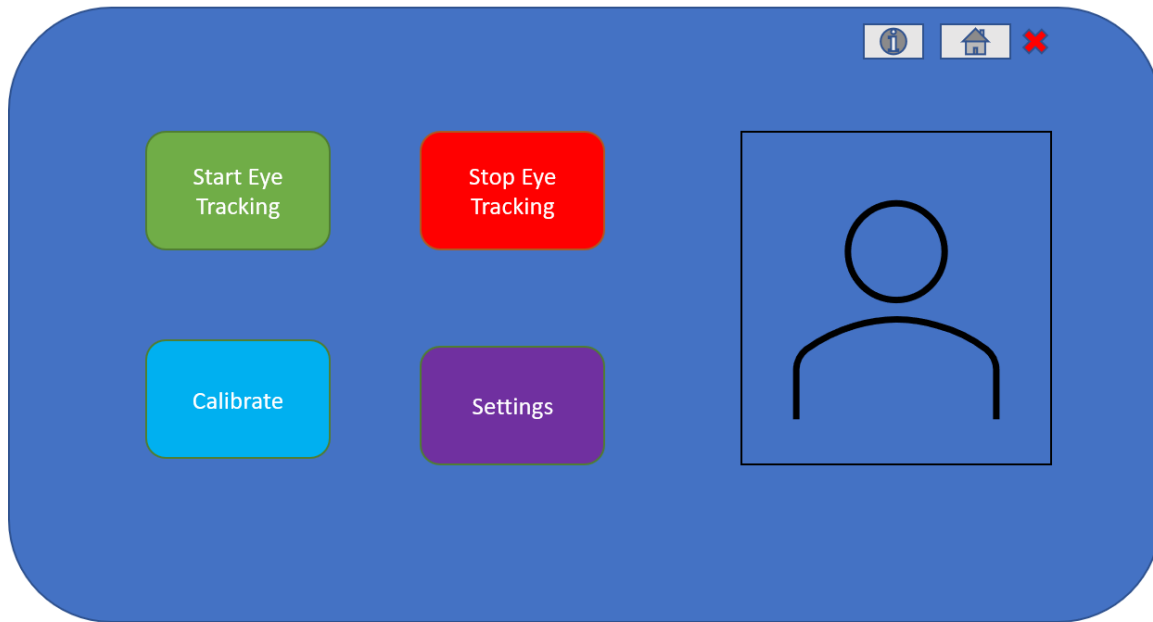 Start Eye
Tracking
Stop Eye
Tracking
Calibrate
Settings